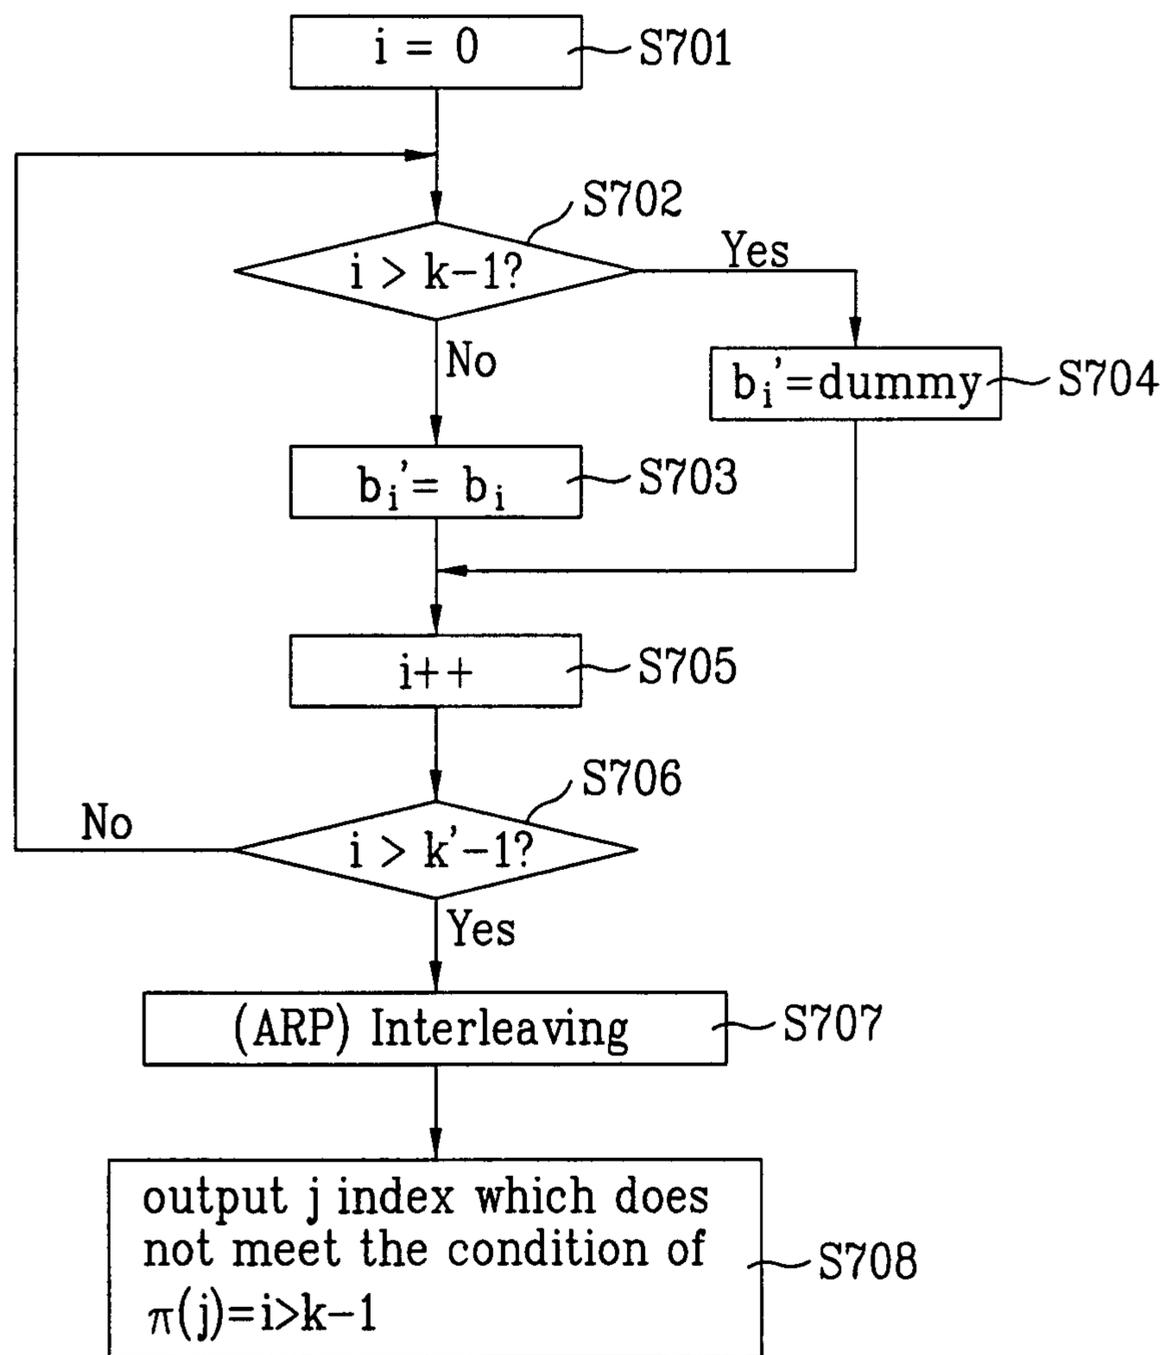 i = 0
S701
S702
i > k-1?
Yes
No
b_i'=dummy
S704
b_i'= b_i
S703
i++
S705
S706
No
i > k'-1?
Yes
(ARP) Interleaving
S707
output j index which does
not meet the condition of
π(j)=i>k-1
S708